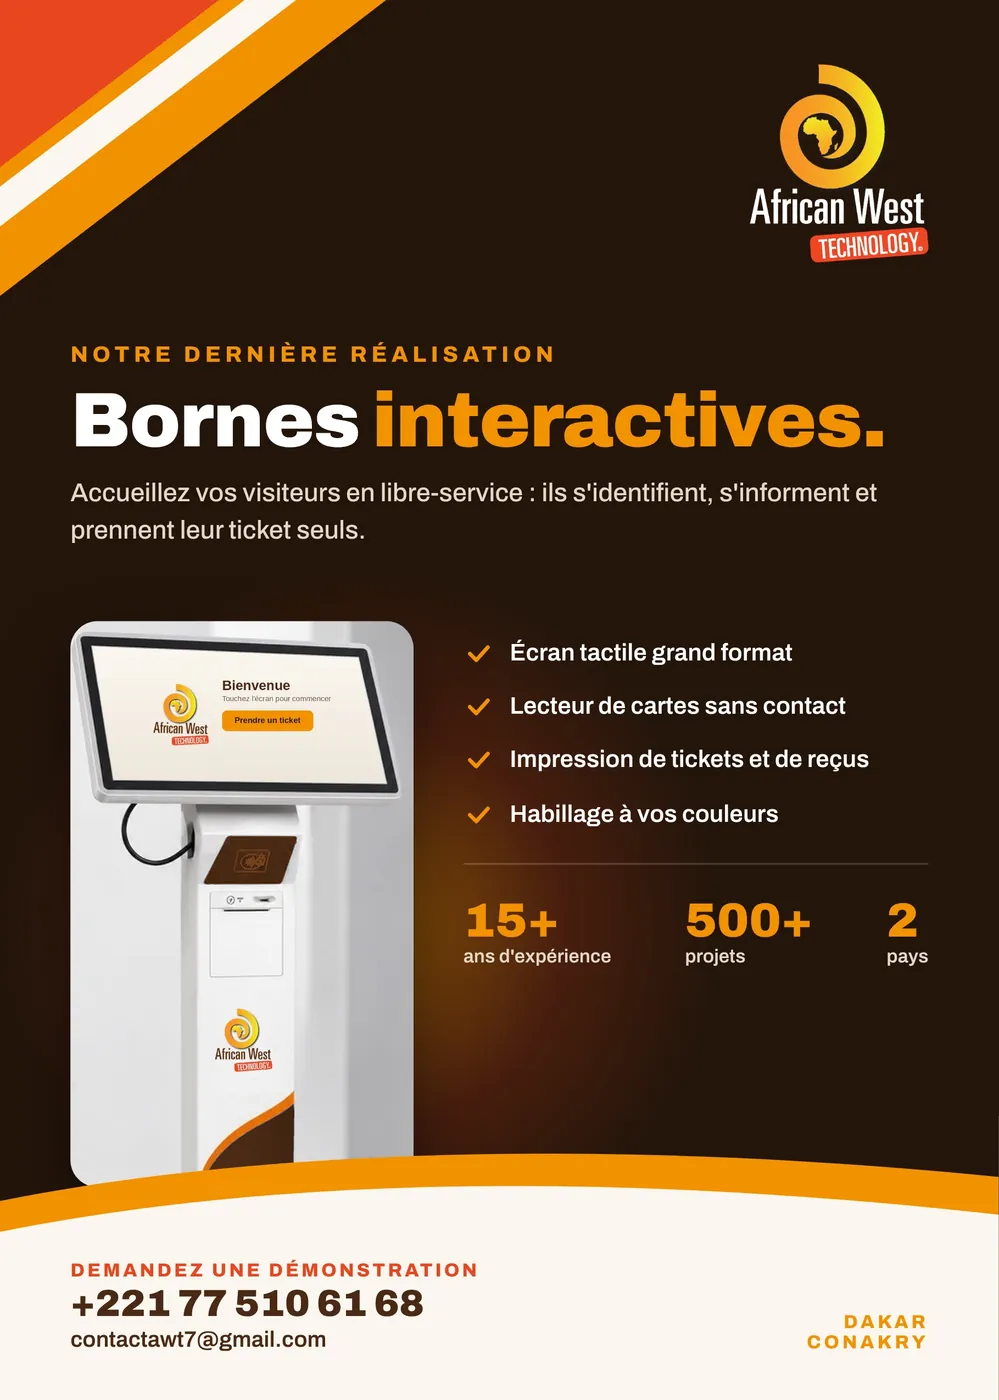 African West
TECHNOLOGY.
NOTRE DERNIÈRE RÉALISATION
Bornes interactives.
Accueillez vos visiteurs en libre-service : ils s'identifient, s'informent et
prennent leur ticket seuls.
Bienvenue
Touchez l'écran pour commencer
Prendre un ticket
African West
TECHNOLOGY.
African West
TECHNOLOGY.
Écran tactile grand format
Lecteur de cartes sans contact
Impression de tickets et de reçus
Habillage à vos couleurs
15+ 500+ 2
ans d'expérience projets pays
DEMANDEZ UNE DÉMONSTRATION
+221 77 510 61 68
contactawt7@gmail.com
DAKAR
CONAKRY